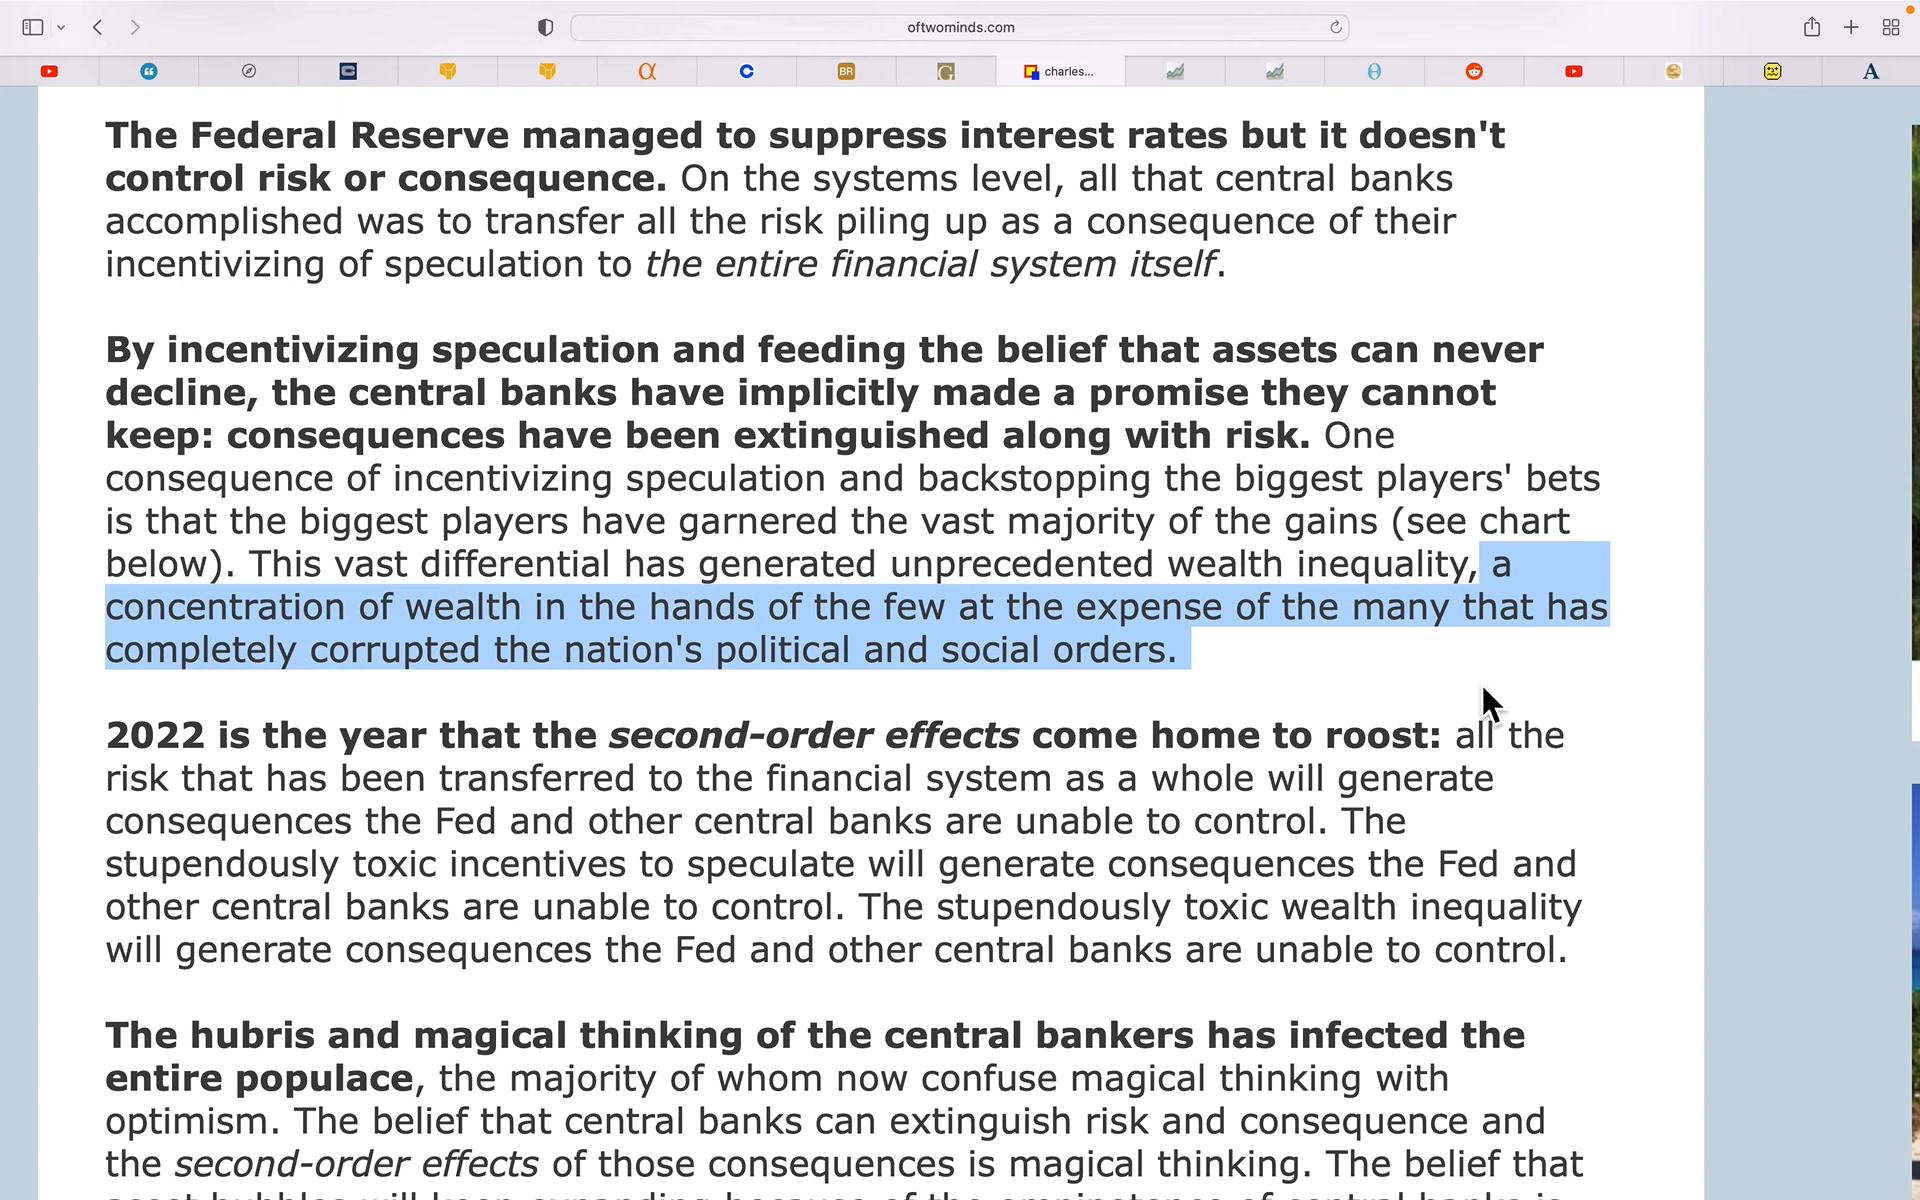 oftwominds.com
BR
G
charles...
A
The Federal Reserve managed to suppress interest rates but it doesn't
control risk or consequence. On the systems level, all that central banks
accomplished was to transfer all the risk piling up as a consequence of their
incentivizing of speculation to the entire financial system itself.
By incentivizing speculation and feeding the belief that assets can never
decline, the central banks have implicitly made a promise they cannot
keep: consequences have been extinguished along with risk. One
consequence of incentivizing speculation and backstopping the biggest players' bets
is that the biggest players have garnered the vast majority of the gains (see chart
below). This vast differential has generated unprecedented wealth inequality, a
concentration of wealth in the hands of the few at the expense of the many that has
completely corrupted the nation's political and social orders.
2022 is the year that the second-order effects come home to roost: all the
risk that has been transferred to the financial system as a whole will generate
consequences the Fed and other central banks are unable to control. The
stupendously toxic incentives to speculate will generate consequences the Fed and
other central banks are unable to control. The stupendously toxic wealth inequality
will generate consequences the Fed and other central banks are unable to control.
The hubris and magical thinking of the central bankers has infected the
entire populace, the majority of whom now confuse magical thinking with
optimism. The belief that central banks can extinguish risk and consequence and
the second-order effects of those consequences is magical thinking. The belief that